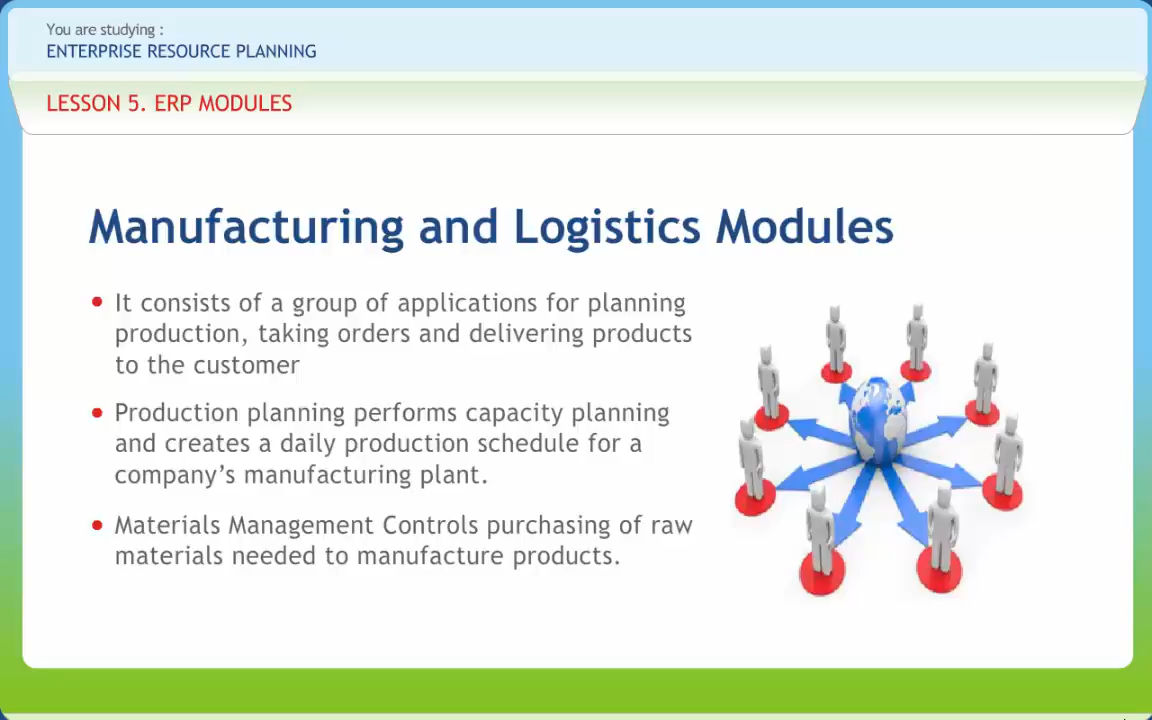 You are studying :
ENTERPRISE RESOURCE PLANNING
LESSON 5. ERP MODULES
Manufacturing and Logistics Modules
• It consists of a group of applications for planning
production, taking orders and delivering products
to the customer
• Production planning performs capacity planning
and creates a daily production schedule for a
company’s manufacturing plant.
• Materials Management Controls purchasing of raw
materials needed to manufacture products.